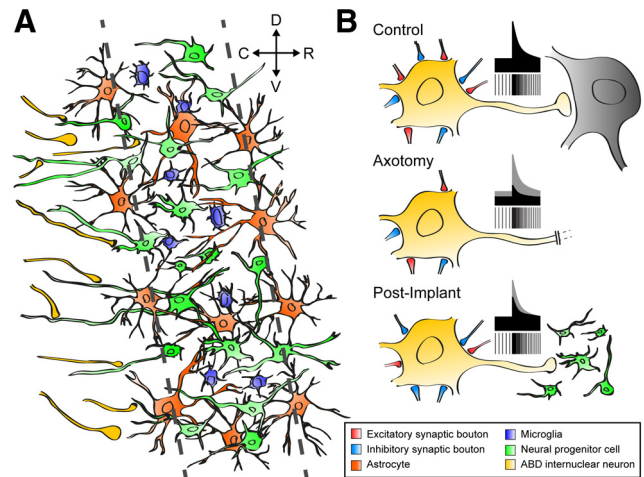 A
D
C R
V
B
Control
Axotomy
Post-Implant
Excitatory synaptic bouton
Inhibitory synaptic bouton
Astrocyte
Microglia
Neural progenitor cell
ABD internuclear neuron